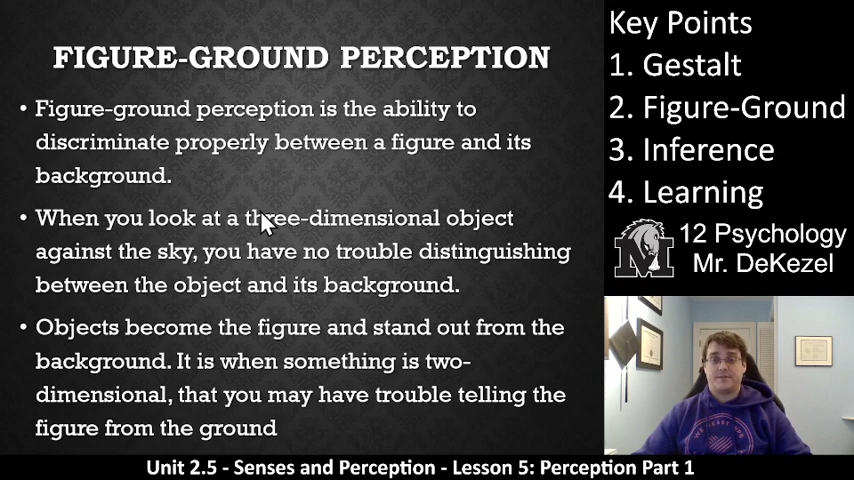 FIGURE-GROUND PERCEPTION
• Figure-ground perception is the ability to
discriminate properly between a figure and its
background.
• When you look at a three-dimensional object
against the sky, you have no trouble distinguishing
between the object and its background.
• Objects become the figure and stand out from the
background. It is when something is two-
dimensional, that you may have trouble telling the
figure from the ground
Key Points
1. Gestalt
2. Figure-Ground
3. Inference
4. Learning
M
12 Psychology
Mr. DeKezel
Unit 2.5 - Senses and Perception - Lesson 5: Perception Part 1